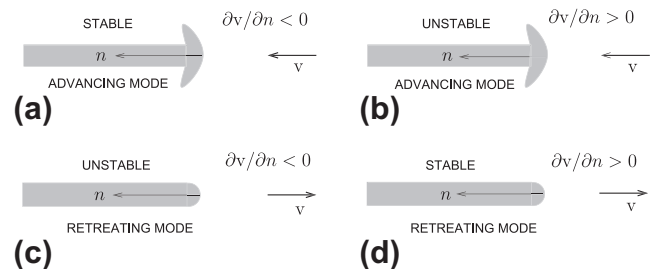 STABLE
∂v/∂n < 0
n
v
ADVANCING MODE
(a)
UNSTABLE
∂v/∂n > 0
n
v
ADVANCING MODE
(b)
UNSTABLE
∂v/∂n < 0
n
v
RETREATING MODE
(c)
STABLE
∂v/∂n > 0
n
v
RETREATING MODE
(d)